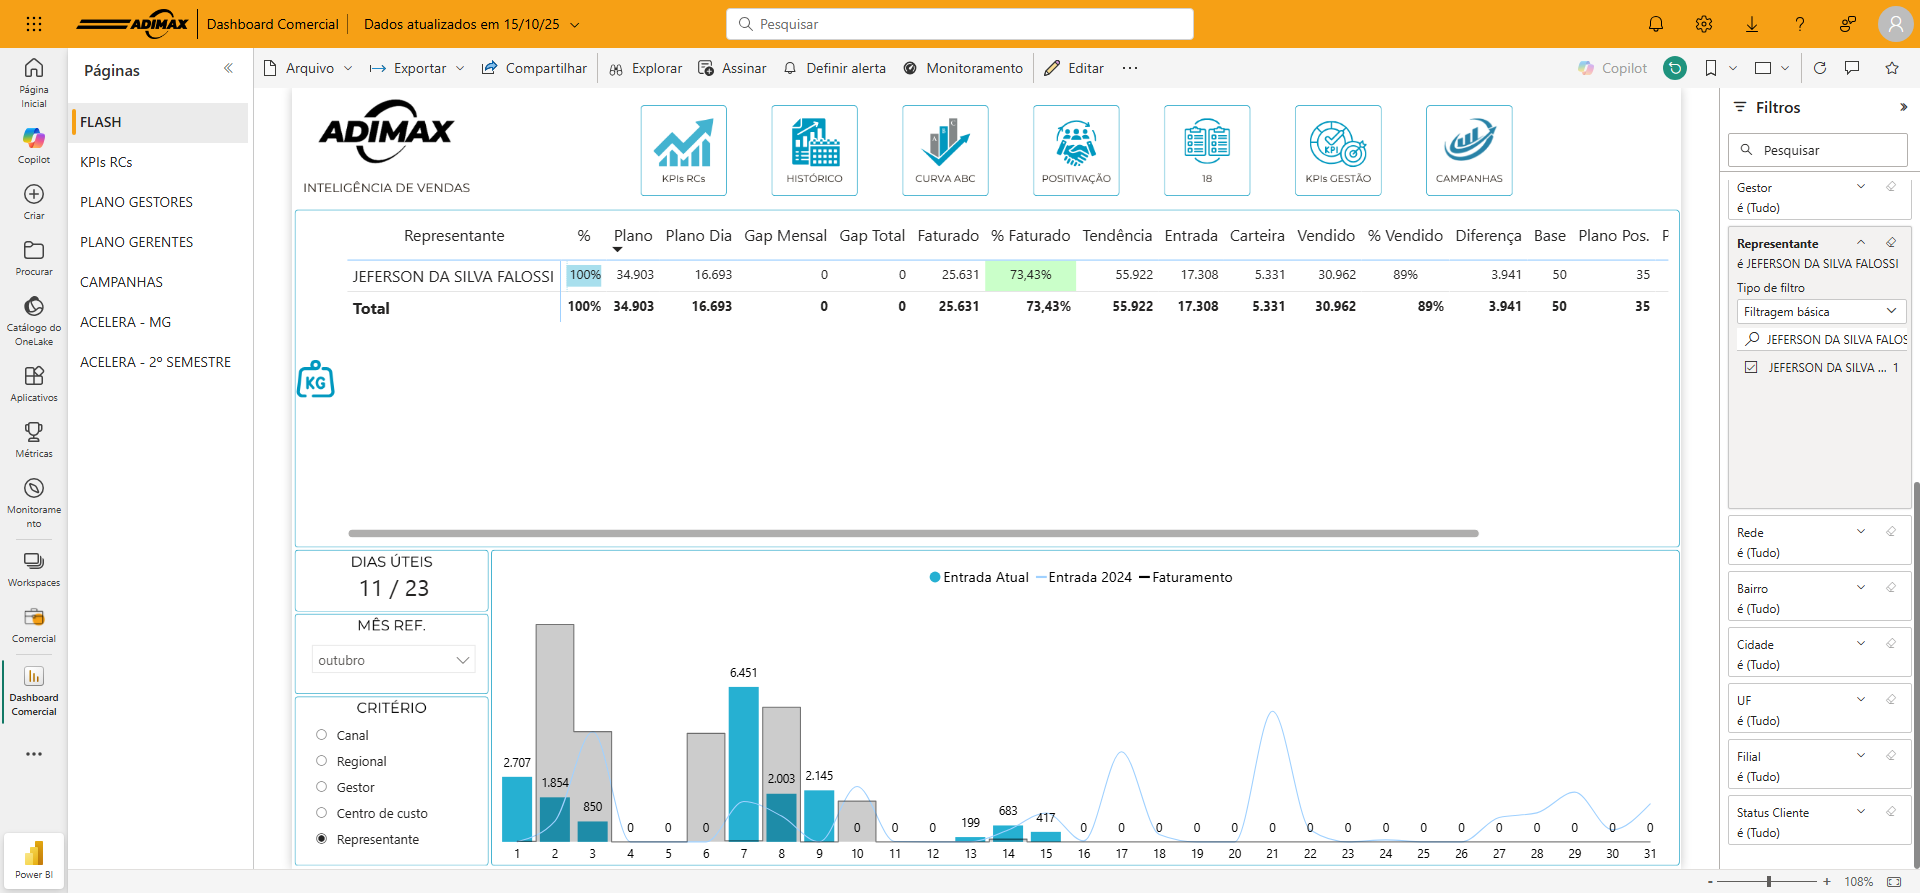 ADIMAX
Dashboard Comercial
Dados atualizados em 15/10/25
Pesquisar
Página Inicial
Copilot
Criar
Procurar
Catálogo do OneLake
Aplicativos
Métricas
Monitoramento
Workspaces
Comercial
Dashboard Comercial
Power BI
Páginas
FLASH
KPIs RCs
PLANO GESTORES
PLANO GERENTES
CAMPANHAS
ACELERA - MG
ACELERA - 2º SEMESTRE
Arquivo
Exportar
Compartilhar
Explorar
Assinar
Definir alerta
Monitoramento
Editar
Copilot
ADIMAX
INTELIGÊNCIA DE VENDAS
KPIs RCs
HISTÓRICO
A B C
CURVA ABC
POSITIVAÇÃO
18
KPI
KPIs GESTÃO
CAMPANHAS
Representante % Plano Plano Dia Gap Mensal Gap Total Faturado % Faturado Tendência Entrada Carteira Vendido % Vendido Diferença Base Plano Pos. P
JEFERSON DA SILVA FALOSSI 100% 34.903 16.693 0 0 25.631 73,43% 55.922 17.308 5.331 30.962 89% 3.941 50 35
Total 100% 34.903 16.693 0 0 25.631 73,43% 55.922 17.308 5.331 30.962 89% 3.941 50 35
KG
DIAS ÚTEIS
11 / 23
MÊS REF.
outubro
CRITÉRIO
Canal
Regional
Gestor
Centro de custo
Representante
Entrada Atual Entrada 2024 Faturamento
2.707 1.854 850 0 0 0 6.451 2.003 2.145 0 0 0 199 683 417 0 0 0 0 0 0 0 0 0 0 0 0 0 0 0 0
1 2 3 4 5 6 7 8 9 10 11 12 13 14 15 16 17 18 19 20 21 22 23 24 25 26 27 28 29 30 31
Filtros
Pesquisar
Gestor
é (Tudo)
Representante
é JEFERSON DA SILVA FALOSSI
Tipo de filtro
Filtragem básica
JEFERSON DA SILVA FALOS
JEFERSON DA SILVA ... 1
Rede
é (Tudo)
Bairro
é (Tudo)
Cidade
é (Tudo)
UF
é (Tudo)
Filial
é (Tudo)
Status Cliente
é (Tudo)
- + 108%